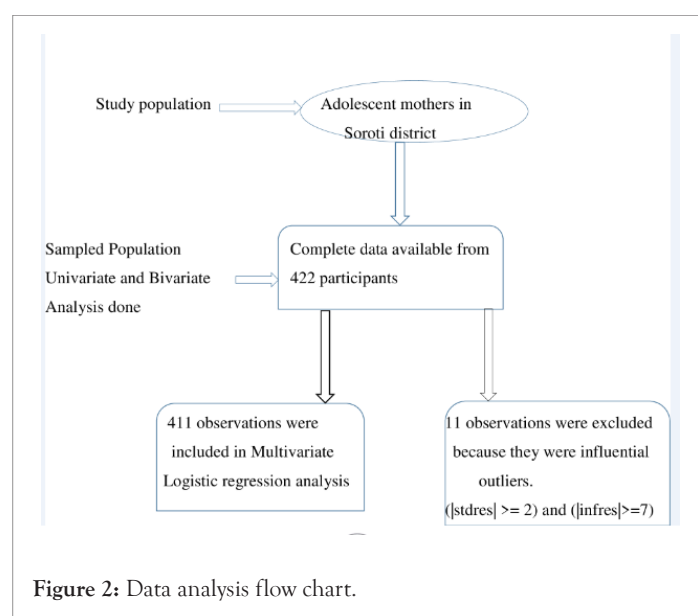 Study population
Adolescent mothers in
Soroti district
Sampled Population
Univariate and Bivariate
Analysis done
Complete data available from
422 participants
411 observations were
included in Multivariate
Logistic regression analysis
11 observations were excluded
because they were influential
outliers.
(|stdres| >= 2) and (|infres|>=7)
Figure 2: Data analysis flow chart.